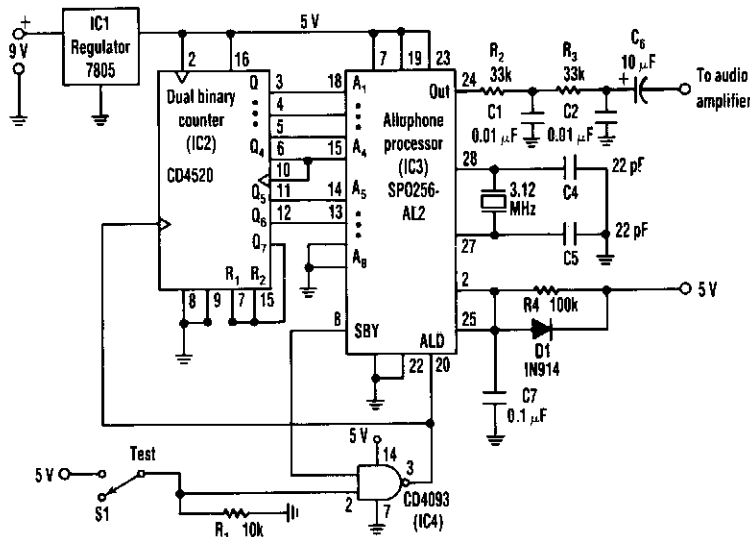 IC1
Regulator
7805
+
9 V
5 V
2
16
7
19
23
Dual binary
counter
(IC2)
CD4520
Q
3
4
5
Q4
6
10
Q5
11
Q6
12
Q7
R1
R2
8
9
7
15
18
A1
15
A4
14
A5
13
A8
8
SBY
Allophone
processor
(IC3)
SPO256-
AL2
Out
24
28
27
2
25
ALD
22
20
R2
33k
R3
33k
C6
10 µF
+
To audio
amplifier
C1
0.01 µF
C2
0.01 µF
3.12
MHz
22 pF
C4
22 pF
C5
R4
100k
5 V
D1
1N914
C7
0.1 µF
5 V
Test
S1
5 V
14
3
2
7
CD4093
(IC4)
R1
10k